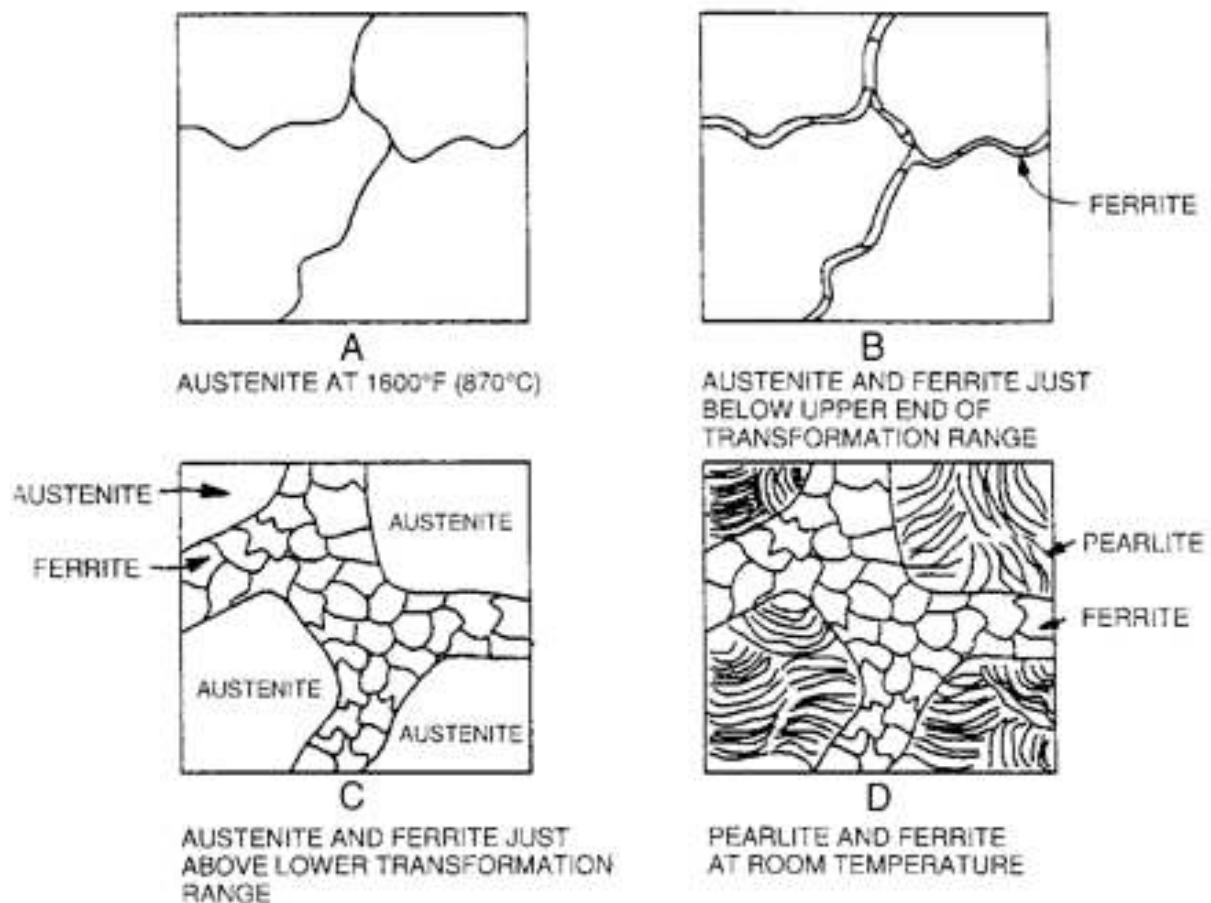 A
AUSTENITE AT 1600°F (870°C)
FERRITE
B
AUSTENITE AND FERRITE JUST
BELOW UPPER END OF
TRANSFORMATION RANGE
AUSTENITE
FERRITE
AUSTENITE
AUSTENITE
AUSTENITE
C
AUSTENITE AND FERRITE JUST
ABOVE LOWER TRANSFORMATION
RANGE
PEARLITE
FERRITE
D
PEARLITE AND FERRITE
AT ROOM TEMPERATURE